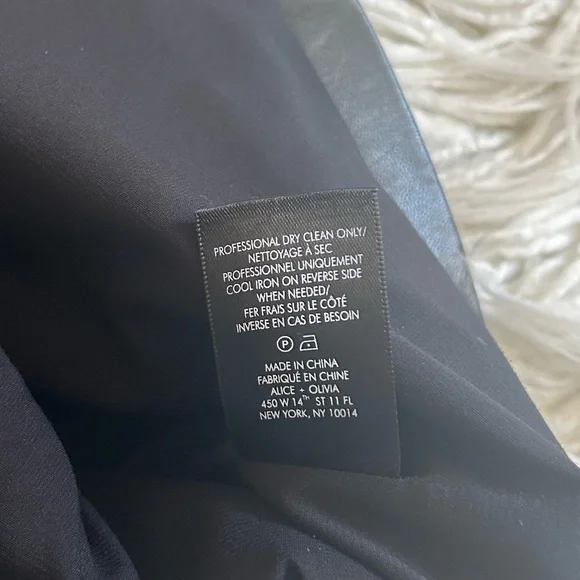 PROFESSIONAL DRY CLEAN ONLY/
NETTOYAGE À SEC
PROFESSIONNEL UNIQUEMENT
COOL IRON ON REVERSE SIDE
WHEN NEEDED/
FER FRAIS SUR LE CÔTÉ
INVERSE EN CAS DE BESOIN
P
MADE IN CHINA
FABRIQUÉ EN CHINE
ALICE + OLIVIA
450 W 14TH ST 11 FL
NEW YORK, NY 10014